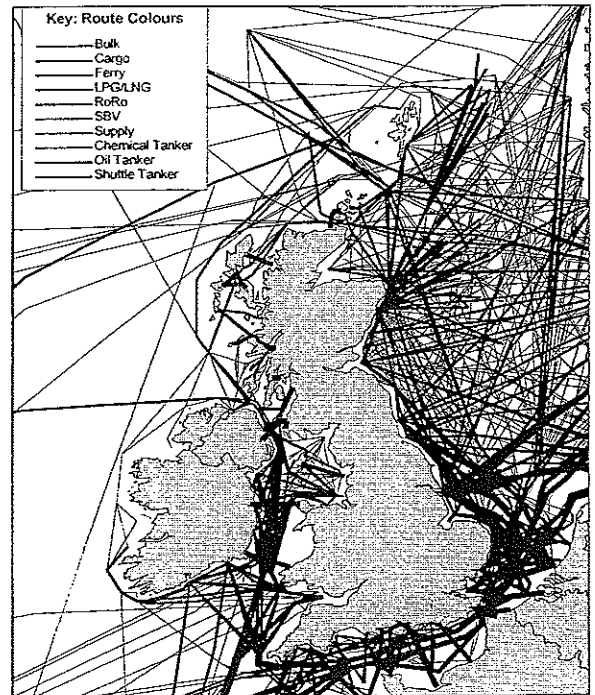 Key: Route Colours
Bulk
Cargo
Ferry
LPG/LNG
RoRo
SBV
Supply
Chemical Tanker
Oil Tanker
Shuttle Tanker